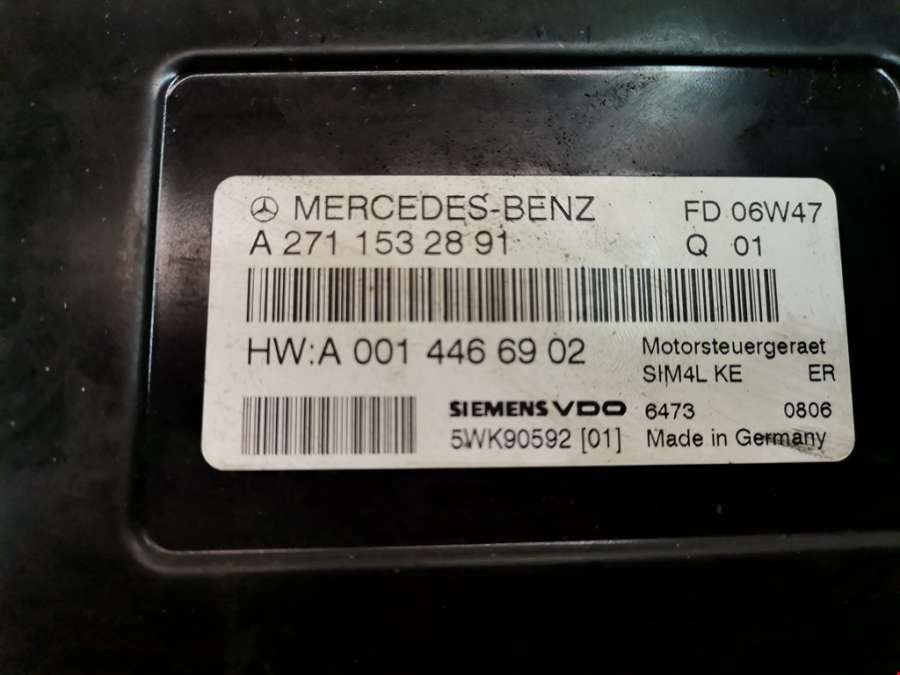 MERCEDES-BENZ FD 06W47
A 271 153 28 91 Q 01
HW:A 001 446 69 02 Motorsteuergeraet
SIM4L KE ER
SIEMENS VDO 6473 0806
5WK90592 [01] Made in Germany